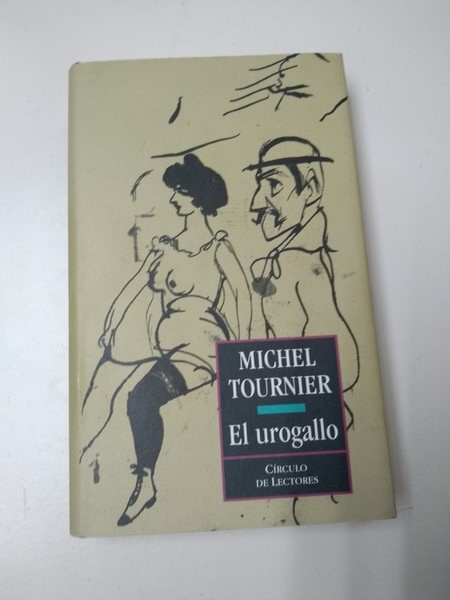 MICHEL
TOURNIER
El urogallo
CÍRCULO
DE LECTORES